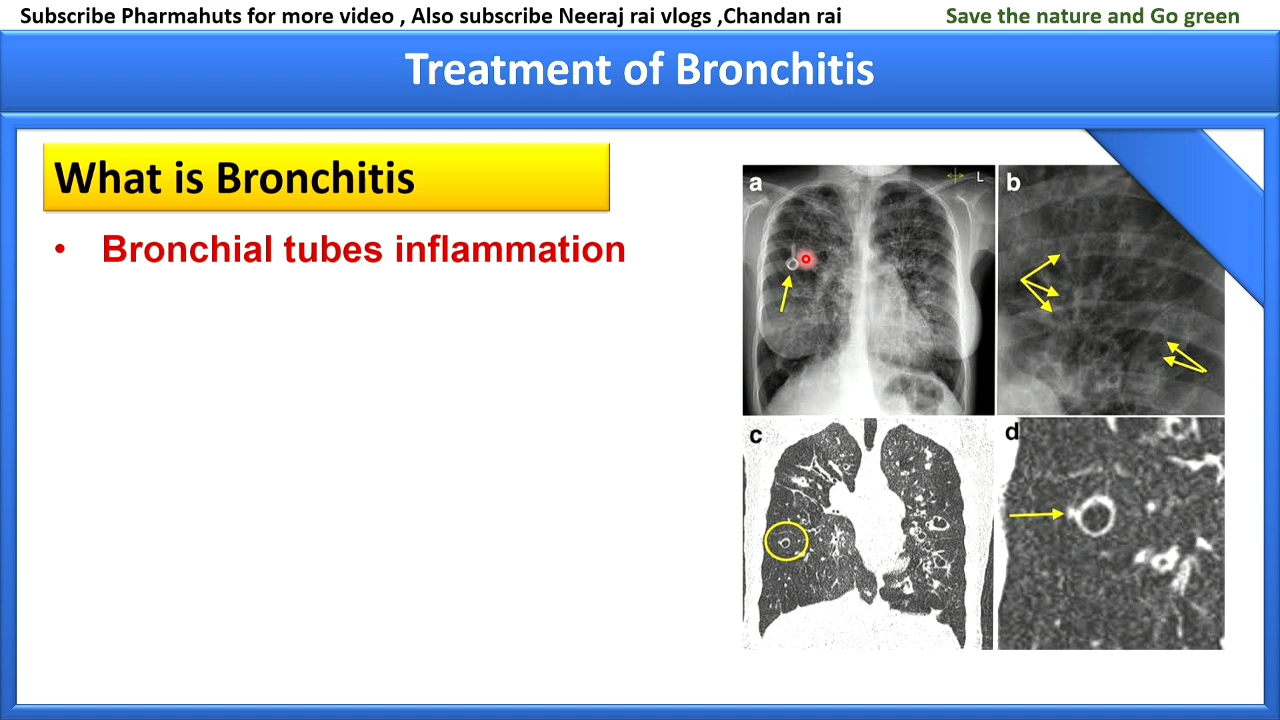 Subscribe Pharmahuts for more video , Also subscribe Neeraj rai vlogs ,Chandan rai
Save the nature and Go green
Treatment of Bronchitis
What is Bronchitis
• Bronchial tubes inflammation
a
L
b
c
d